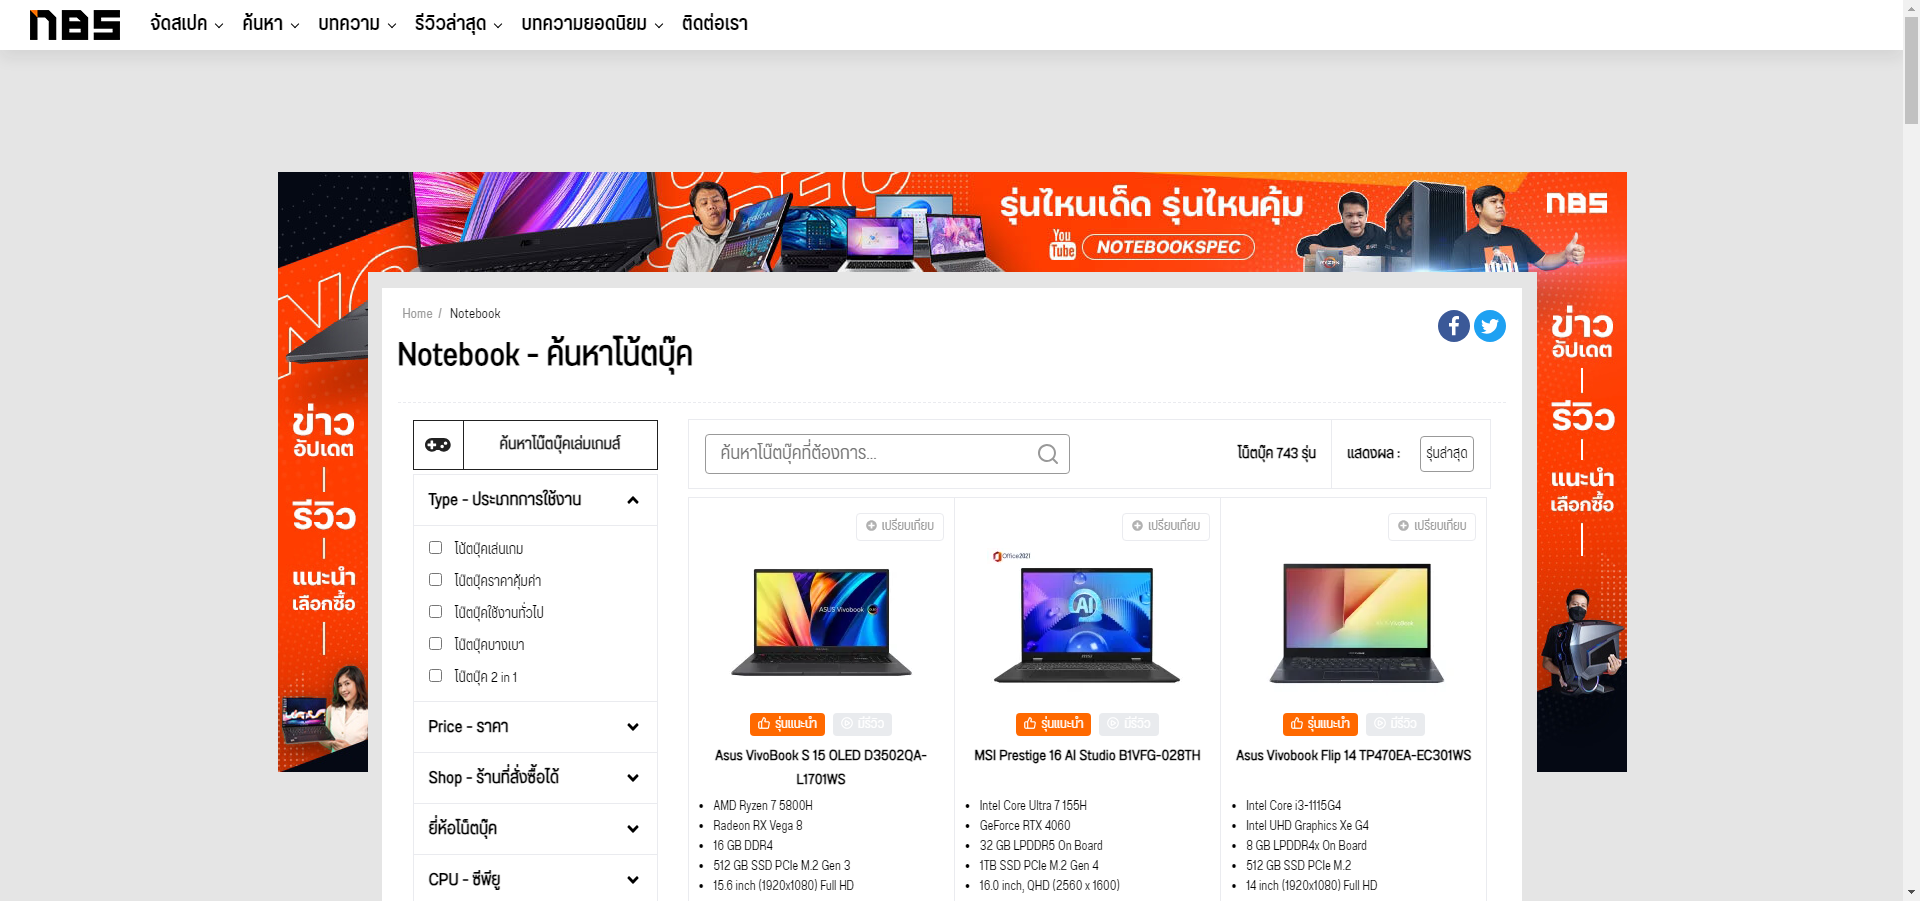 NBS จัดสเปค ค้นหา บทความ รีวิวล่าสุด บทความยอดนิยม ติดต่อเรา
รุ่นไหนเด็ด รุ่นไหนคุ้ม
You Tube NOTEBOOKSPEC
NBS
ข่าว
อัปเดต
รีวิว
แนะนำ
เลือกซื้อ
ข่าว
อัปเดต
รีวิว
แนะนำ
เลือกซื้อ
Home / Notebook
Notebook - ค้นหาโน้ตบุ๊ค
ค้นหาโน๊ตบุ๊คเล่มเกมส์
Type - ประเภทการใช้งาน
โน้ตบุ๊คเล่นเกม
โน้ตบุ๊คราคาคุ้มค่า
โน๊ตบุ๊คใช้งานทั่วไป
โน๊ตบุ๊คบางเบา
โน๊ตบุ๊ค 2 in 1
Price - ราคา
Shop - ร้านที่สั่งซื้อได้
ยี่ห้อโน๊ตบุ๊ค
CPU - ซีพียู
ค้นหาโน๊ตบุ๊คที่ต้องการ...
โน็ตบุ๊ค 743 รุ่น
แสดงผล :
รุ่นล่าสุด
เปรียบเทียบ
ASUS Vivobook
รุ่นแนะนำ มีรีวิว
Asus VivoBook S 15 OLED D3502QA-
L1701WS
AMD Ryzen 7 5800H
Radeon RX Vega 8
16 GB DDR4
512 GB SSD PCIe M.2 Gen 3
15.6 inch (1920x1080) Full HD
เปรียบเทียบ
Office2021
AI
รุ่นแนะนำ มีรีวิว
MSI Prestige 16 AI Studio B1VFG-028TH
Intel Core Ultra 7 155H
GeForce RTX 4060
32 GB LPDDR5 On Board
1TB SSD PCIe M.2 Gen 4
16.0 inch, QHD (2560 x 1600)
เปรียบเทียบ
รุ่นแนะนำ มีรีวิว
Asus Vivobook Flip 14 TP470EA-EC301WS
Intel Core i3-1115G4
Intel UHD Graphics Xe G4
8 GB LPDDR4x On Board
512 GB SSD PCIe M.2
14 inch (1920x1080) Full HD